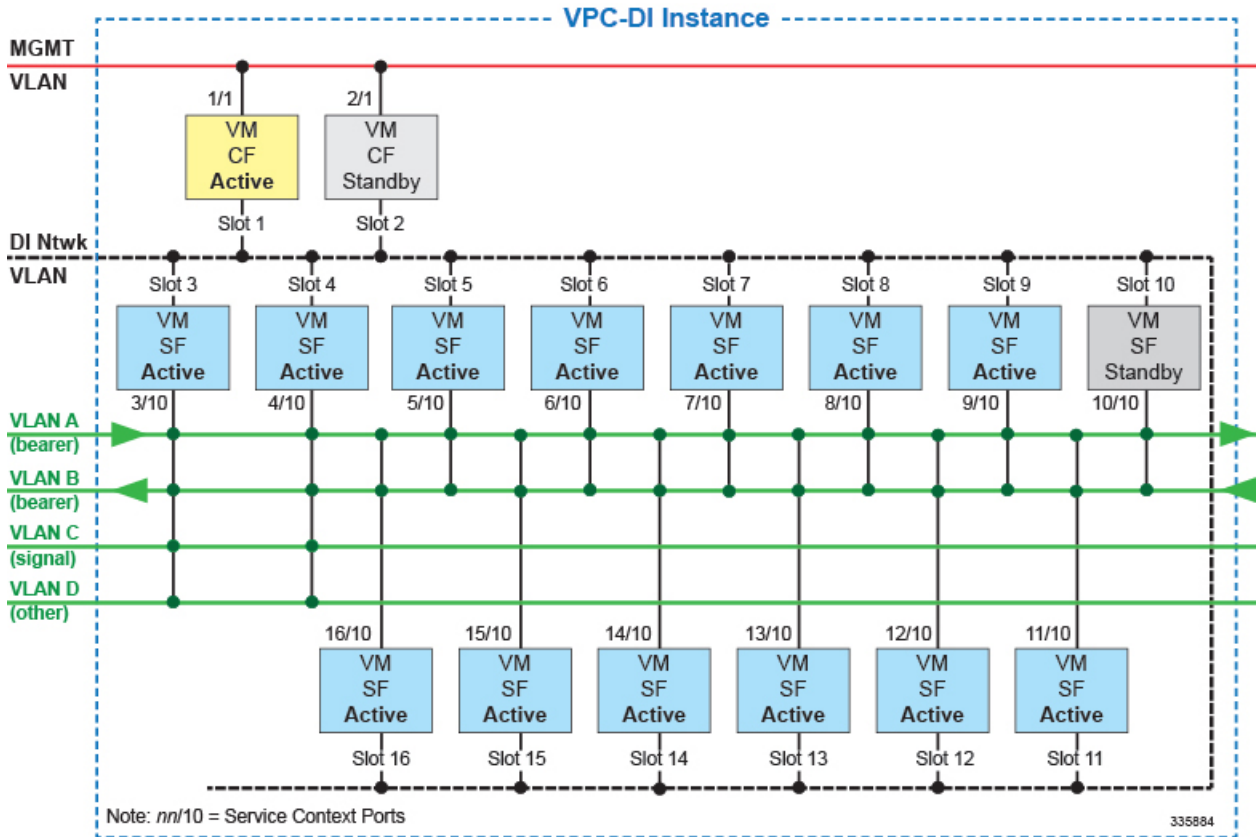 VPC-DI Instance
MGMT
VLAN
1/1
2/1
VM
CF
Active
VM
CF
Standby
Slot 1
Slot 2
DI Ntwk
VLAN
Slot 3
Slot 4
Slot 5
Slot 6
Slot 7
Slot 8
Slot 9
Slot 10
VM
SF
Active
VM
SF
Active
VM
SF
Active
VM
SF
Active
VM
SF
Active
VM
SF
Active
VM
SF
Active
VM
SF
Standby
3/10
4/10
5/10
6/10
7/10
8/10
9/10
10/10
VLAN A
(bearer)
VLAN B
(bearer)
VLAN C
(signal)
VLAN D
(other)
16/10
15/10
14/10
13/10
12/10
11/10
VM
SF
Active
VM
SF
Active
VM
SF
Active
VM
SF
Active
VM
SF
Active
VM
SF
Active
Slot 16
Slot 15
Slot 14
Slot 13
Slot 12
Slot 11
Note: nn/10 = Service Context Ports
335884